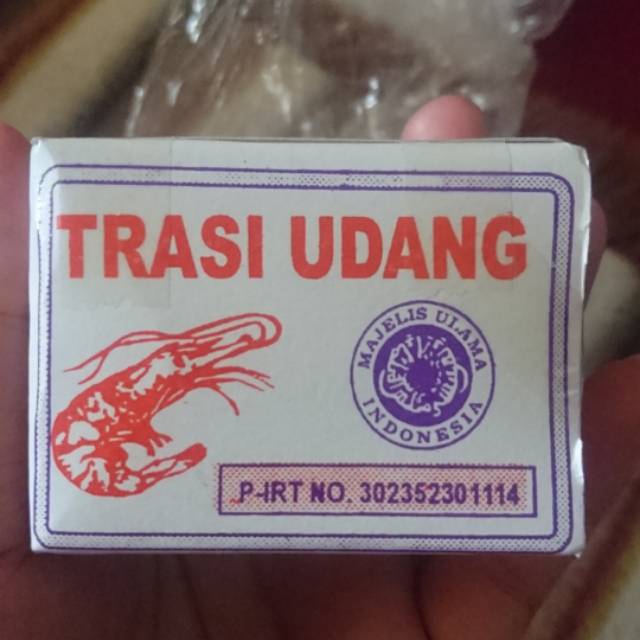 TRASI UDANG
MAJELIS ULAMA
INDONESIA
P-IRT NO. 302352301114